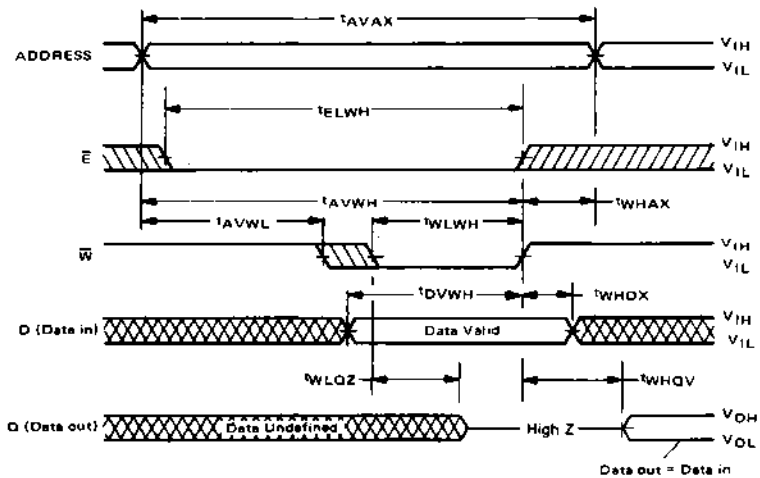 tAVAX
ADDRESS
VIH
VIL
tELWH
E
VIH
VIL
tAVWH
tWHAX
tAVWL
tWLWH
W
VIH
VIL
tDVWH
tWHDX
D (Data in)
Data Valid
VIH
VIL
tWLQZ
tWHQV
Q (Data out)
Data Undefined
High Z
VOH
VOL
Data out = Data in